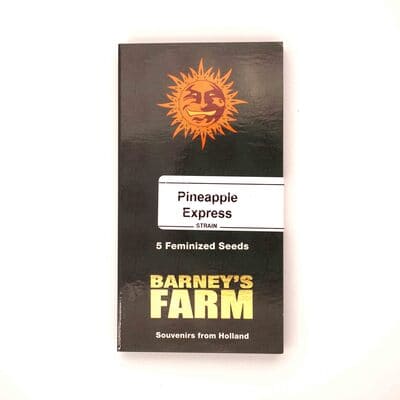 Pineapple
Express
STRAIN
5 Feminized Seeds
BARNEY'S
FARM
Souvenirs from Holland